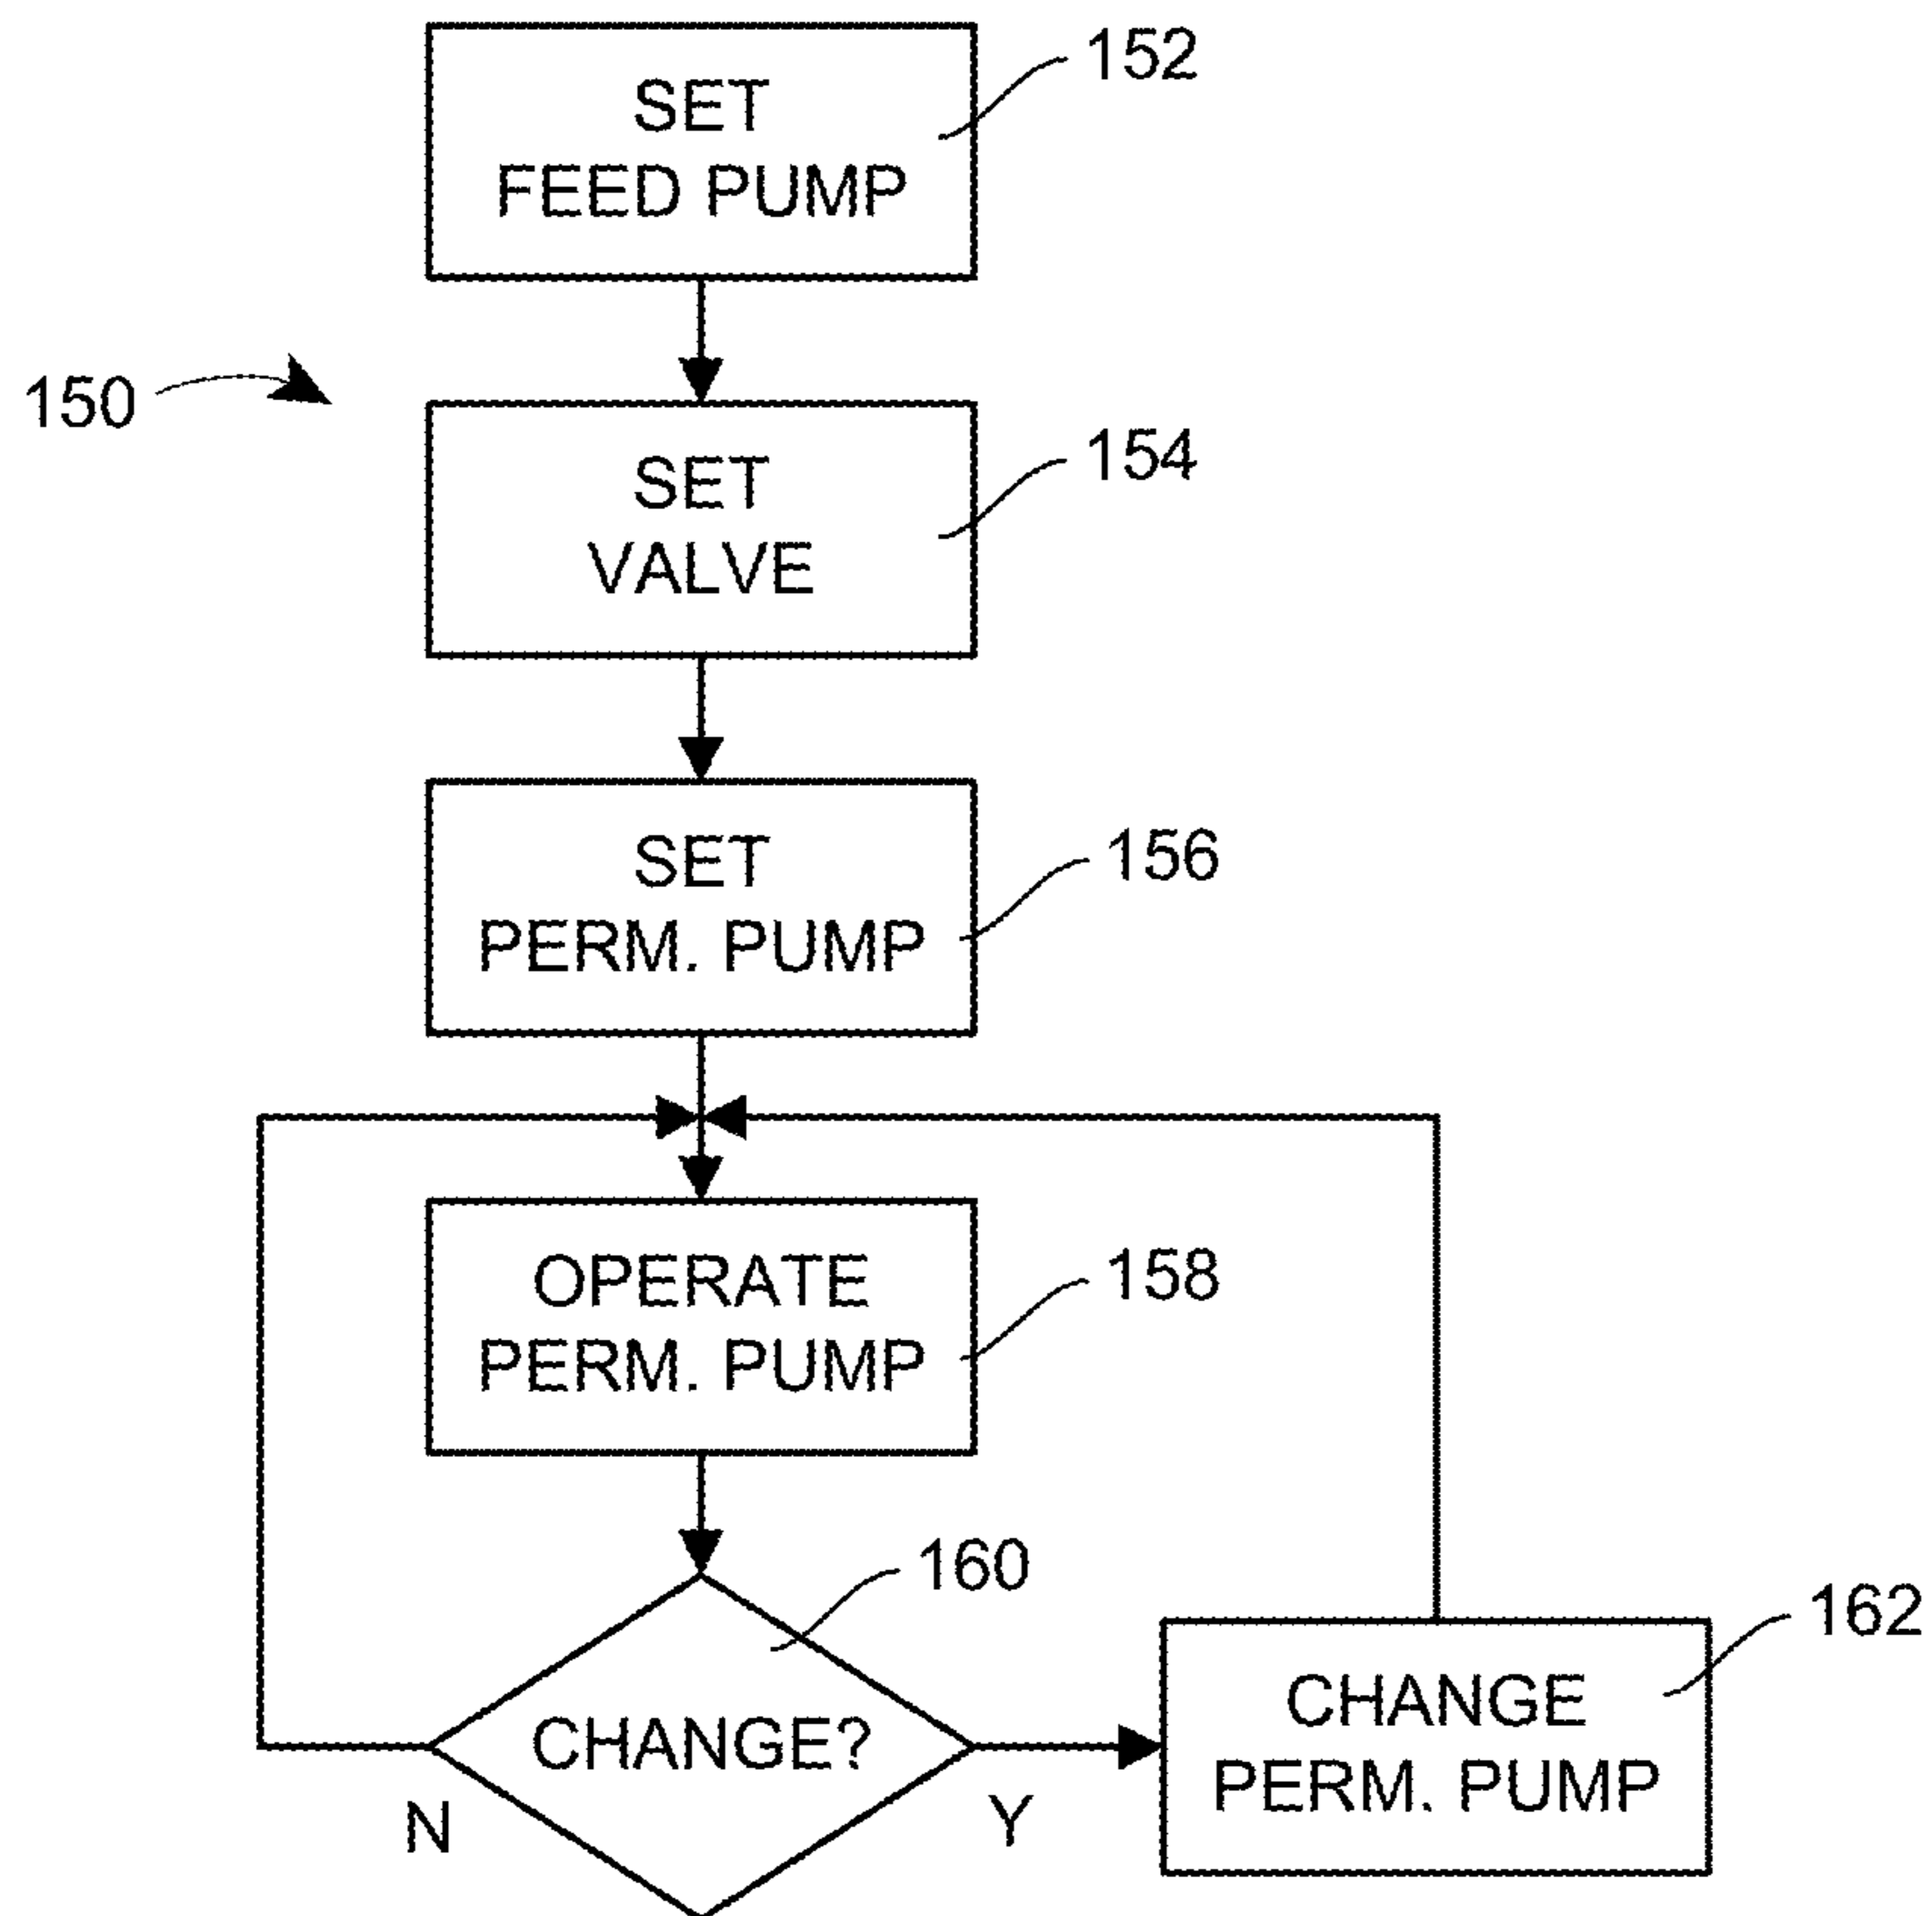 SET
FEED PUMP
152
150
SET
VALVE
154
SET
PERM. PUMP
156
OPERATE
PERM. PUMP
158
160
CHANGE?
N
Y
162
CHANGE
PERM. PUMP